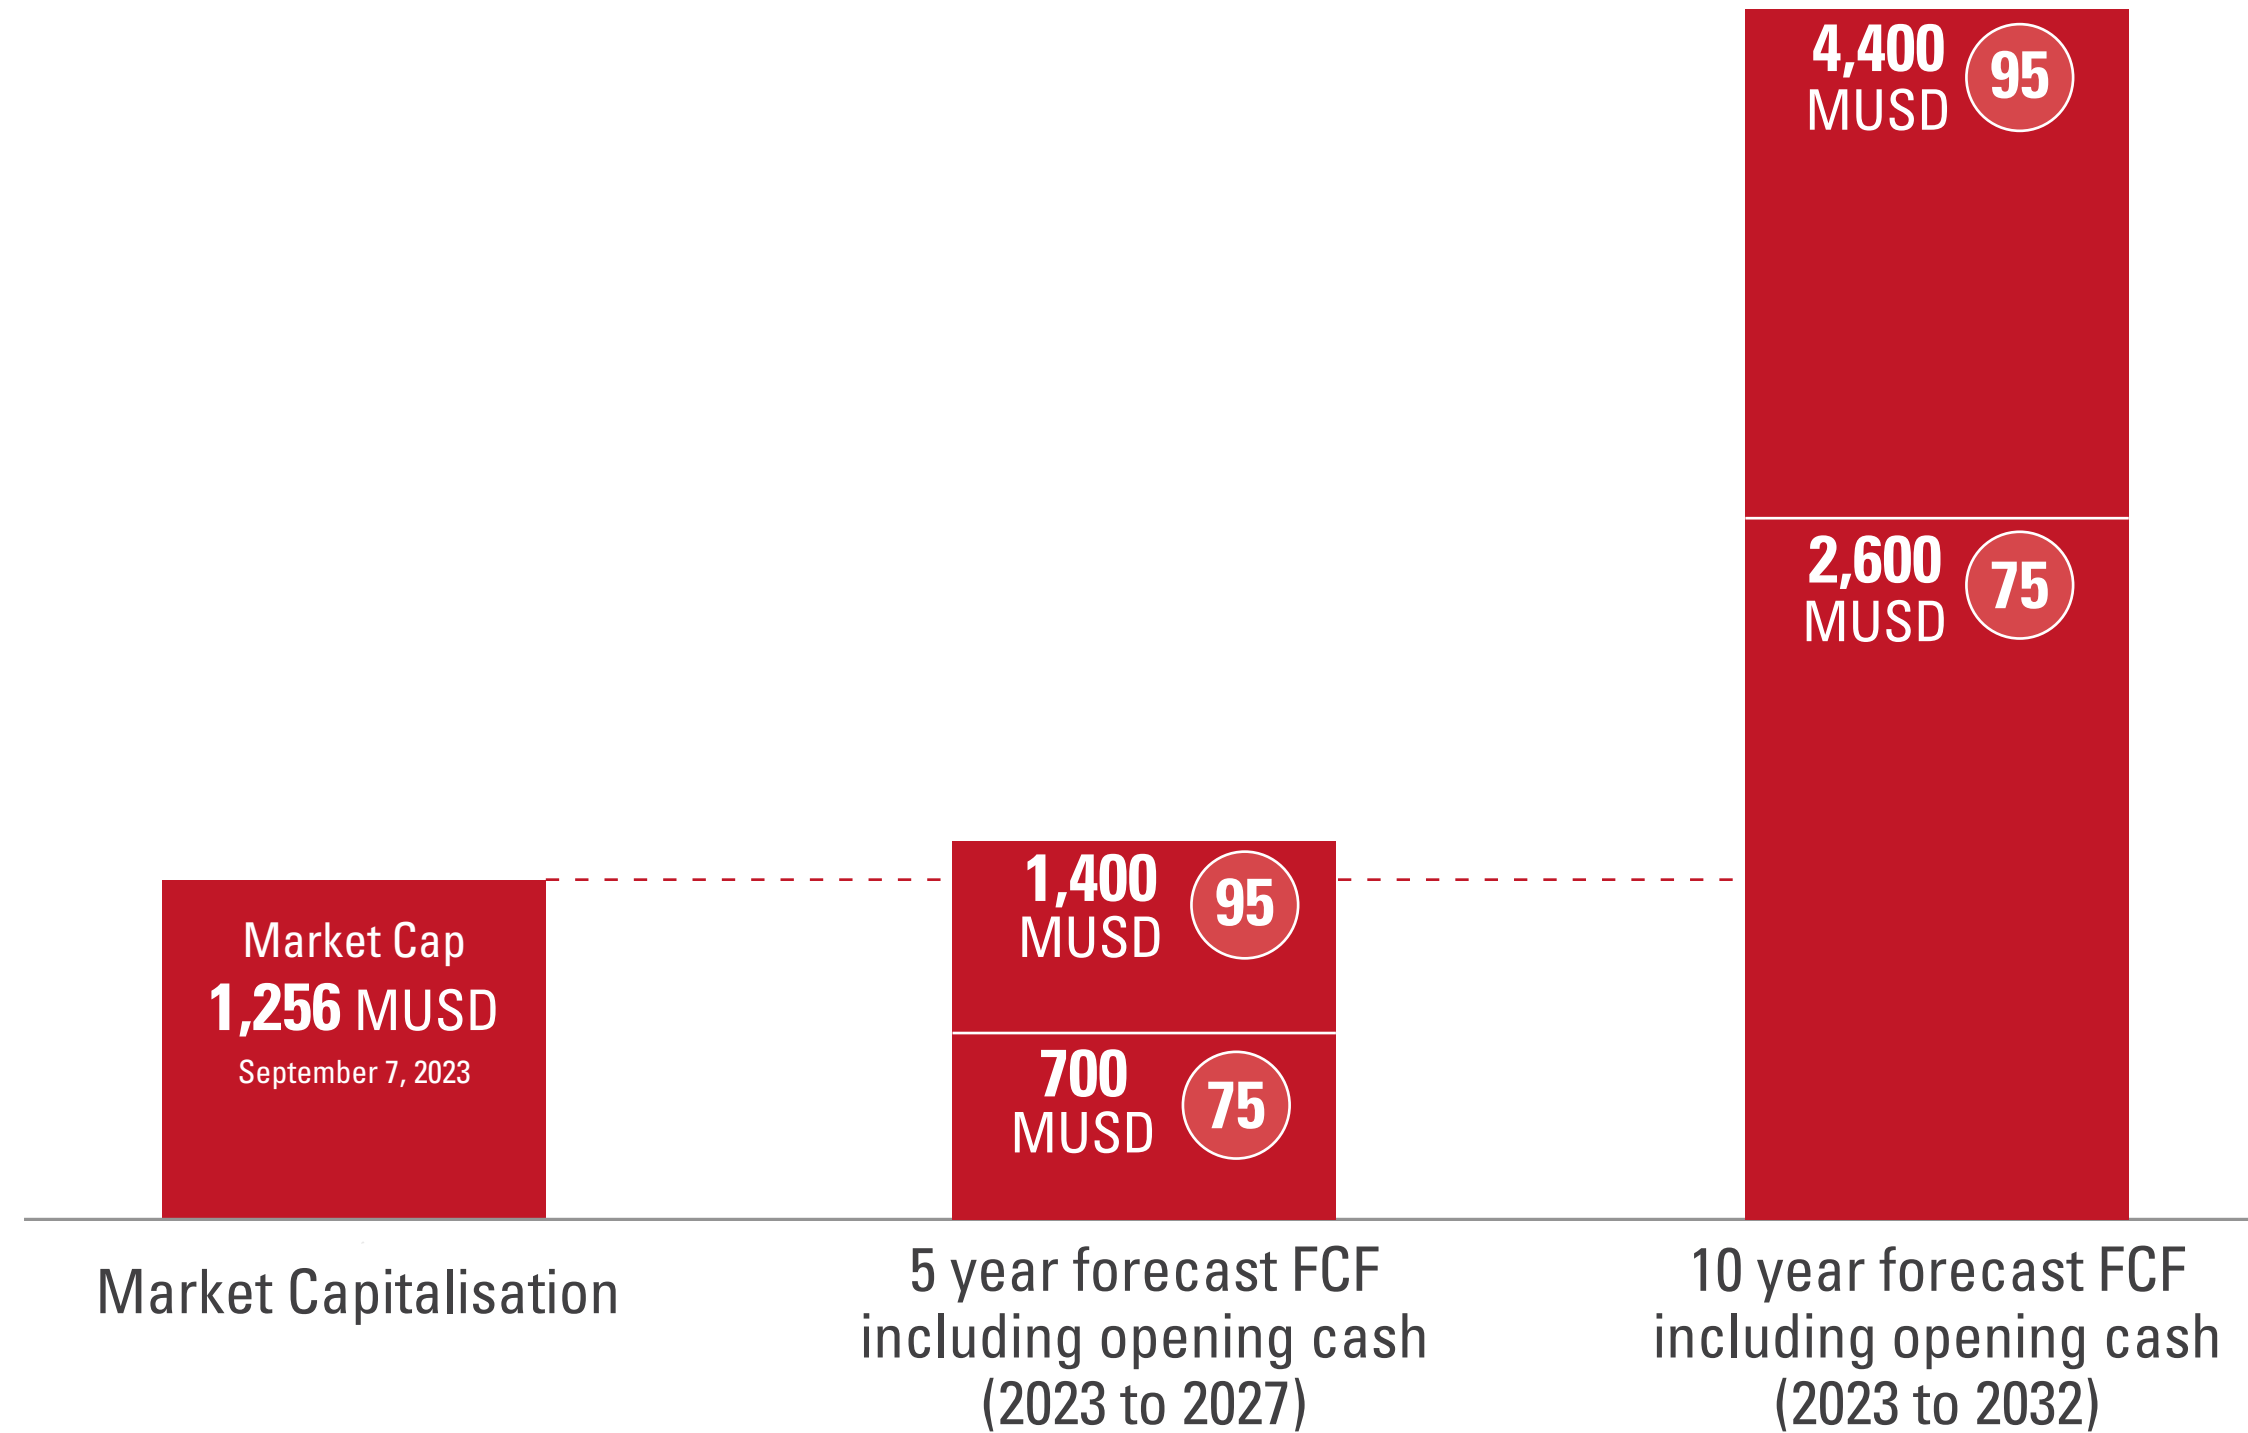 4,400
MUSD
95
2,600
MUSD
75
1,400
MUSD
95
700
MUSD
75
Market Cap
1,256 MUSD
September 7, 2023
Market Capitalisation
5 year forecast FCF
including opening cash
(2023 to 2027)
10 year forecast FCF
including opening cash
(2023 to 2032)